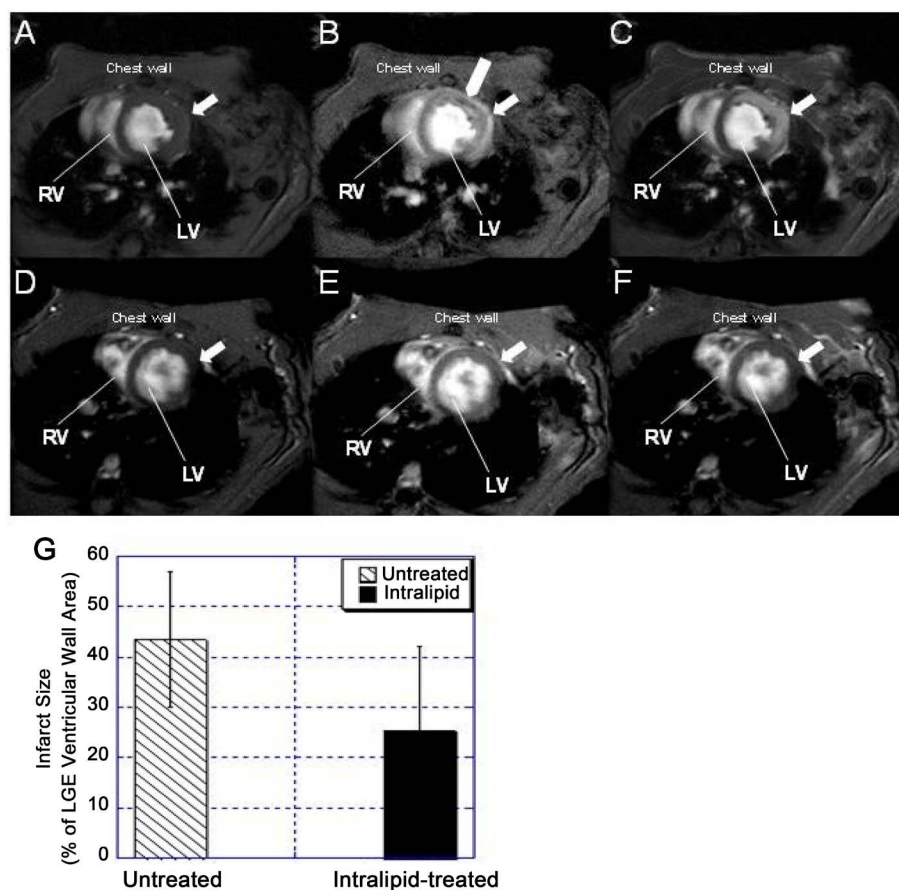 A
B
C
Chest wall
Chest wall
Chest wall
RV
LV
RV
LV
RV
LV
D
E
F
Chest wall
Chest wall
Chest wall
RV
LV
RV
LV
RV
LV
G
Infarct Size
(% of LGE Ventricular Wall Area)
60
50
40
30
20
10
0
Untreated
Intralipid
Untreated
Intralipid-treated